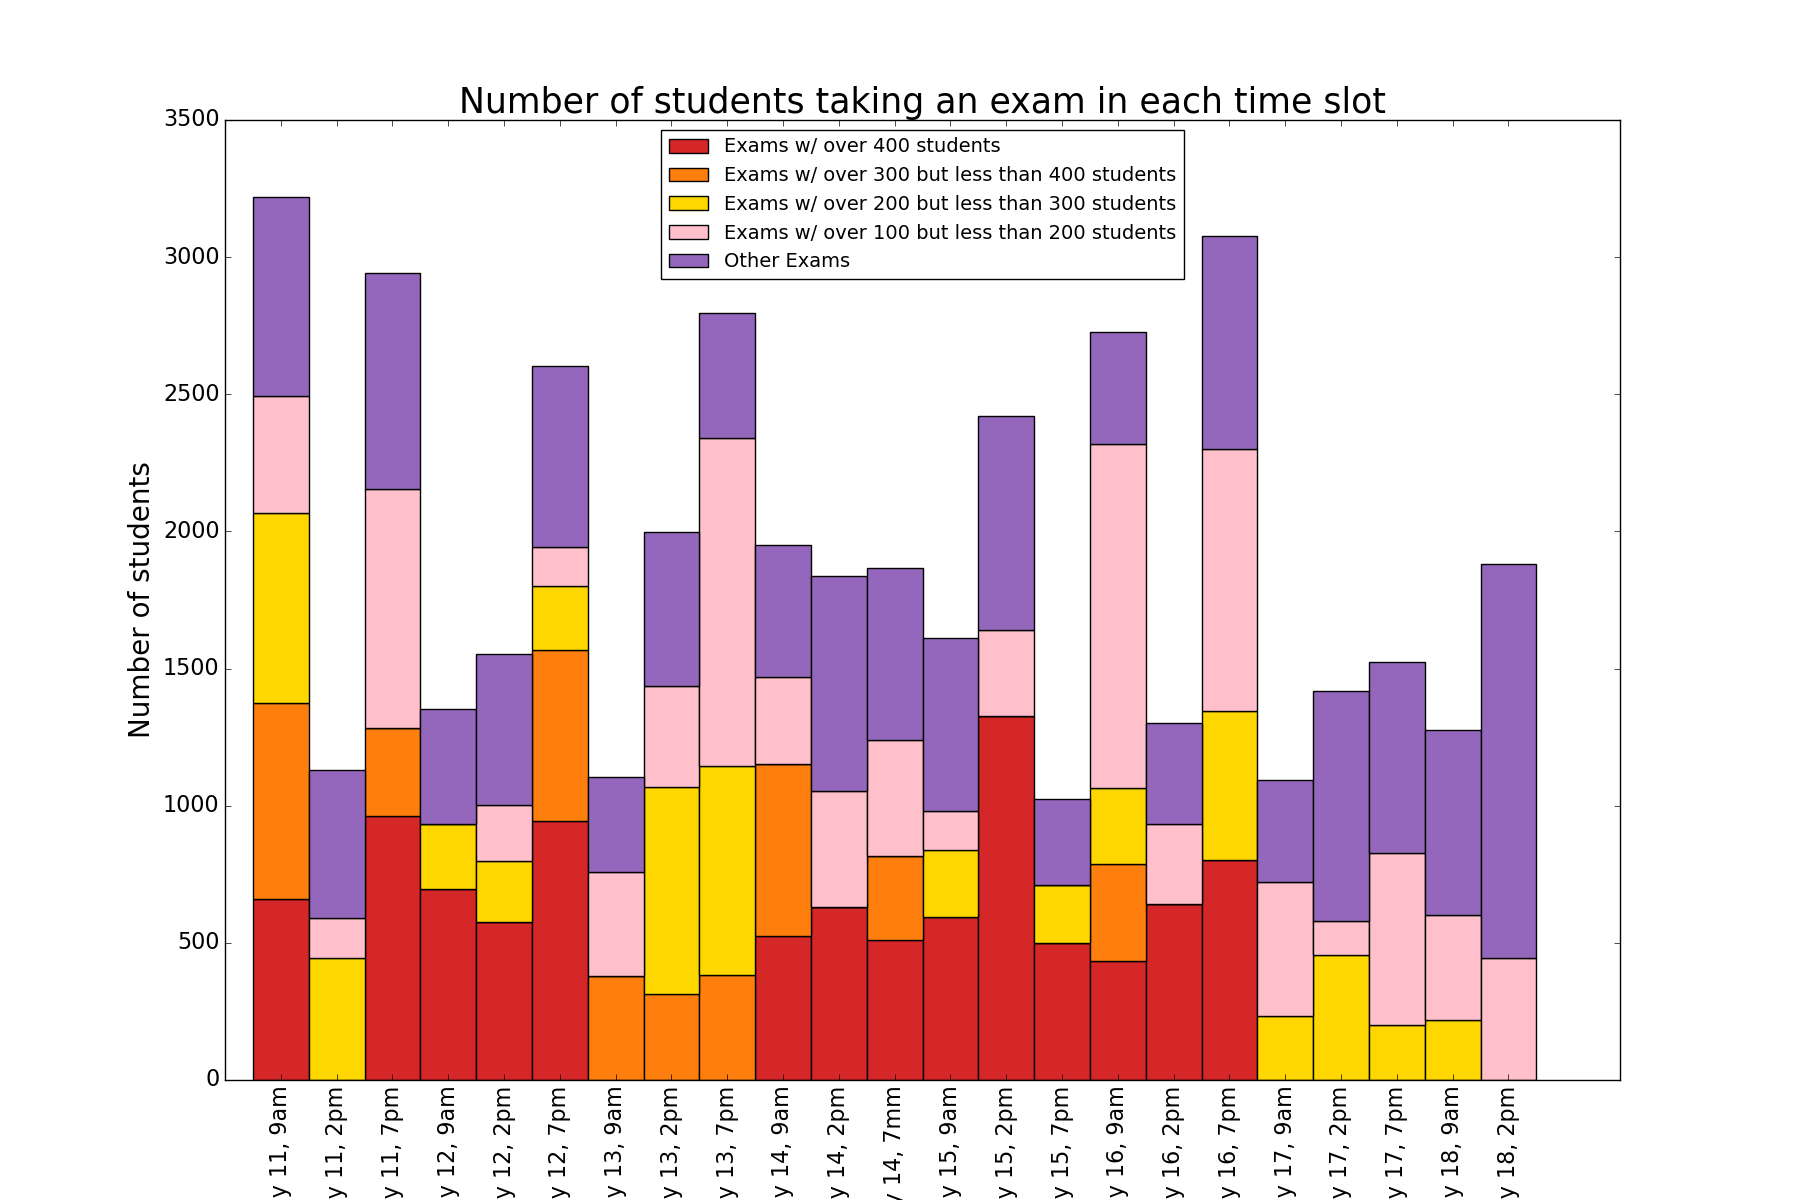 Number of students taking an exam in each time slot
Exams w/ over 400 students
Exams w/ over 300 but less than 400 students
Exams w/ over 200 but less than 300 students
Exams w/ over 100 but less than 200 students
Other Exams
Number of students
3500
3000
2500
2000
1500
1000
500
0
y 11, 9am
y 11, 2pm
y 11, 7pm
y 12, 9am
y 12, 2pm
y 12, 7pm
y 13, 9am
y 13, 2pm
y 13, 7pm
y 14, 9am
y 14, 2pm
y 14, 7mm
y 15, 9am
y 15, 2pm
y 15, 7pm
y 16, 9am
y 16, 2pm
y 16, 7pm
y 17, 9am
y 17, 2pm
y 17, 7pm
y 18, 9am
y 18, 2pm